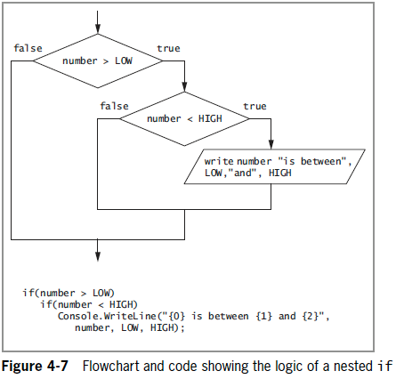 false
true
number > LOW
false
true
number < HIGH
write number "is between",
LOW,"and", HIGH
if(number > LOW)
if(number < HIGH)
Console.WriteLine("{0} is between {1} and {2}",
number, LOW, HIGH);
Figure 4-7 Flowchart and code showing the logic of a nested if